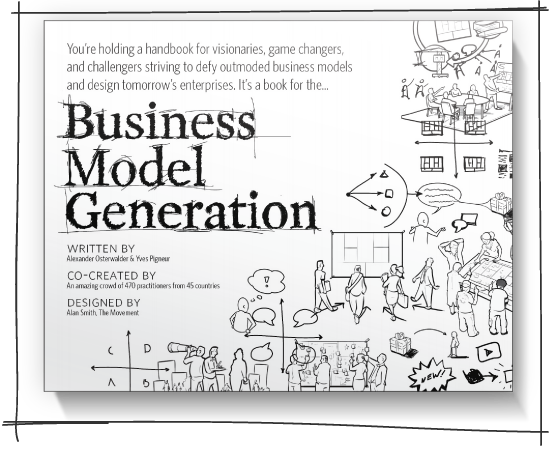 You're holding a handbook for visionaries, game changers,
and challengers striving to defy outmoded business models
and design tomorrow's enterprises. It's a book for the...
Business
Model
Generation
WRITTEN BY
Alexander Osterwalder & Yves Pigneur
CO-CREATED BY
An amazing crowd of 470 practitioners from 45 countries
DESIGNED BY
Alan Smith, The Movement
!
C D
A B
NEW!